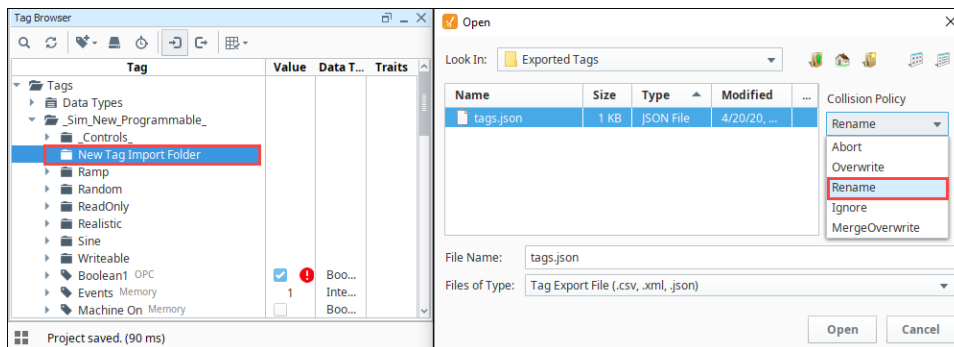 Tag Browser
Tag Value Data T... Traits
Tags
Data Types
_Sim_New_Programmable_
_Controls_
New Tag Import Folder
Ramp
Random
ReadOnly
Realistic
Sine
Writeable
Boolean1 OPC Boo...
Events Memory 1 Inte...
Machine On Memory Boo...
Project saved. (90 ms)
Open
Look In: Exported Tags
Name Size Type Modified ...
tags.json 1 KB JSON File 4/20/20, ...
Collision Policy
Rename
Abort
Overwrite
Rename
Ignore
MergeOverwrite
File Name: tags.json
Files of Type: Tag Export File (.csv, .xml, .json)
Open Cancel